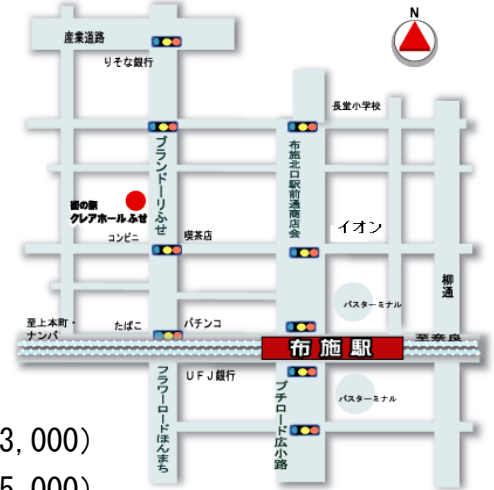 N
産業道路
りそな銀行
長堂小学校
ブランドーリふせ
布施北口駅前通商店会
街の駅
クレアホールふせ
コンビニ
喫茶店
イオン
柳通
バスターミナル
至上本町・
ナンバ
たばこ
パチンコ
布施駅
至奈良
UFJ銀行
フラワーロードほんまち
プチロード広小路
バスターミナル
3,000)
5,000)